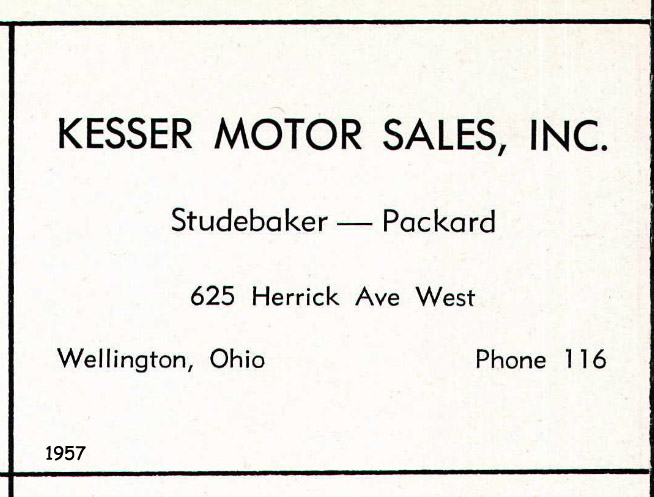 KESSER MOTOR SALES, INC.
Studebaker — Packard
625 Herrick Ave West
Wellington, Ohio Phone 116
1957